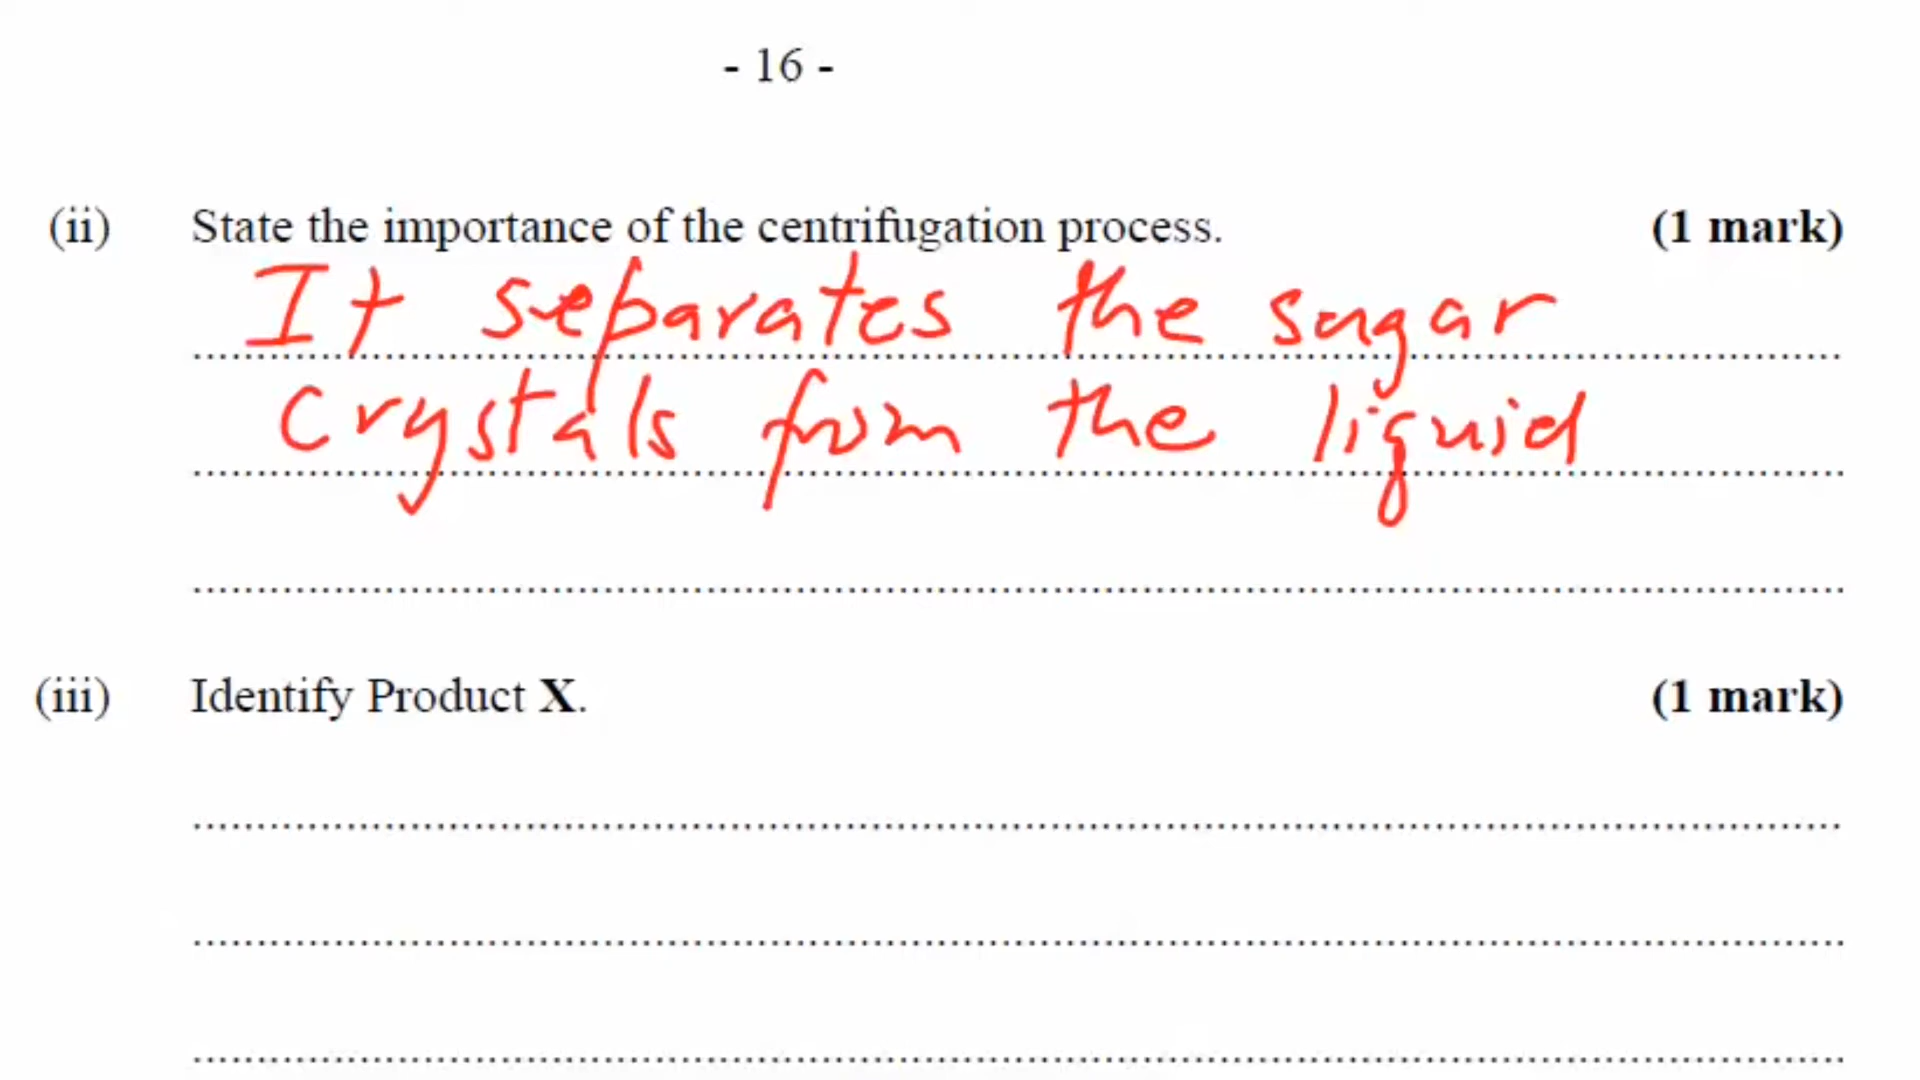 - 16 -
(ii) State the importance of the centrifugation process. (1 mark)
It separates the sugar
crystals from the liquid
(iii) Identify Product X. (1 mark)